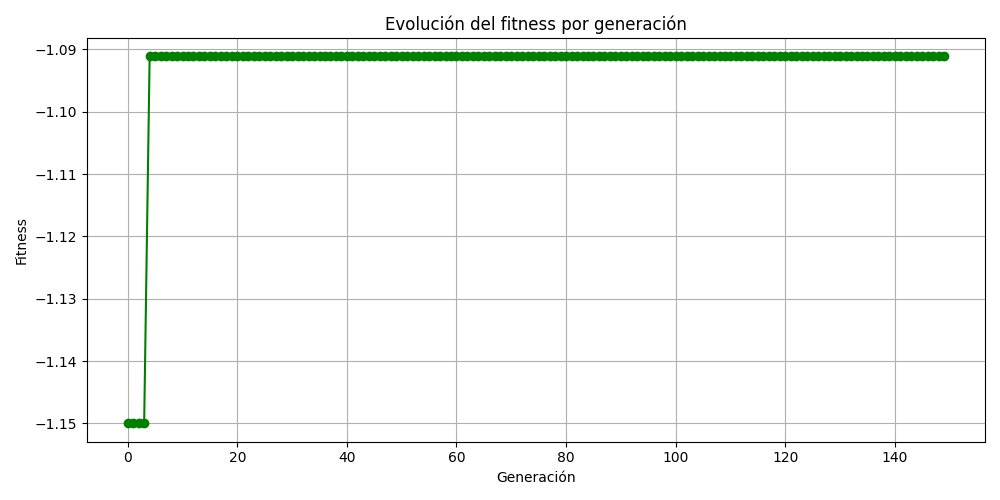 Evolución del fitness por generación
Fitness
−1.09
−1.10
−1.11
−1.12
−1.13
−1.14
−1.15
0 20 40 60 80 100 120 140
Generación